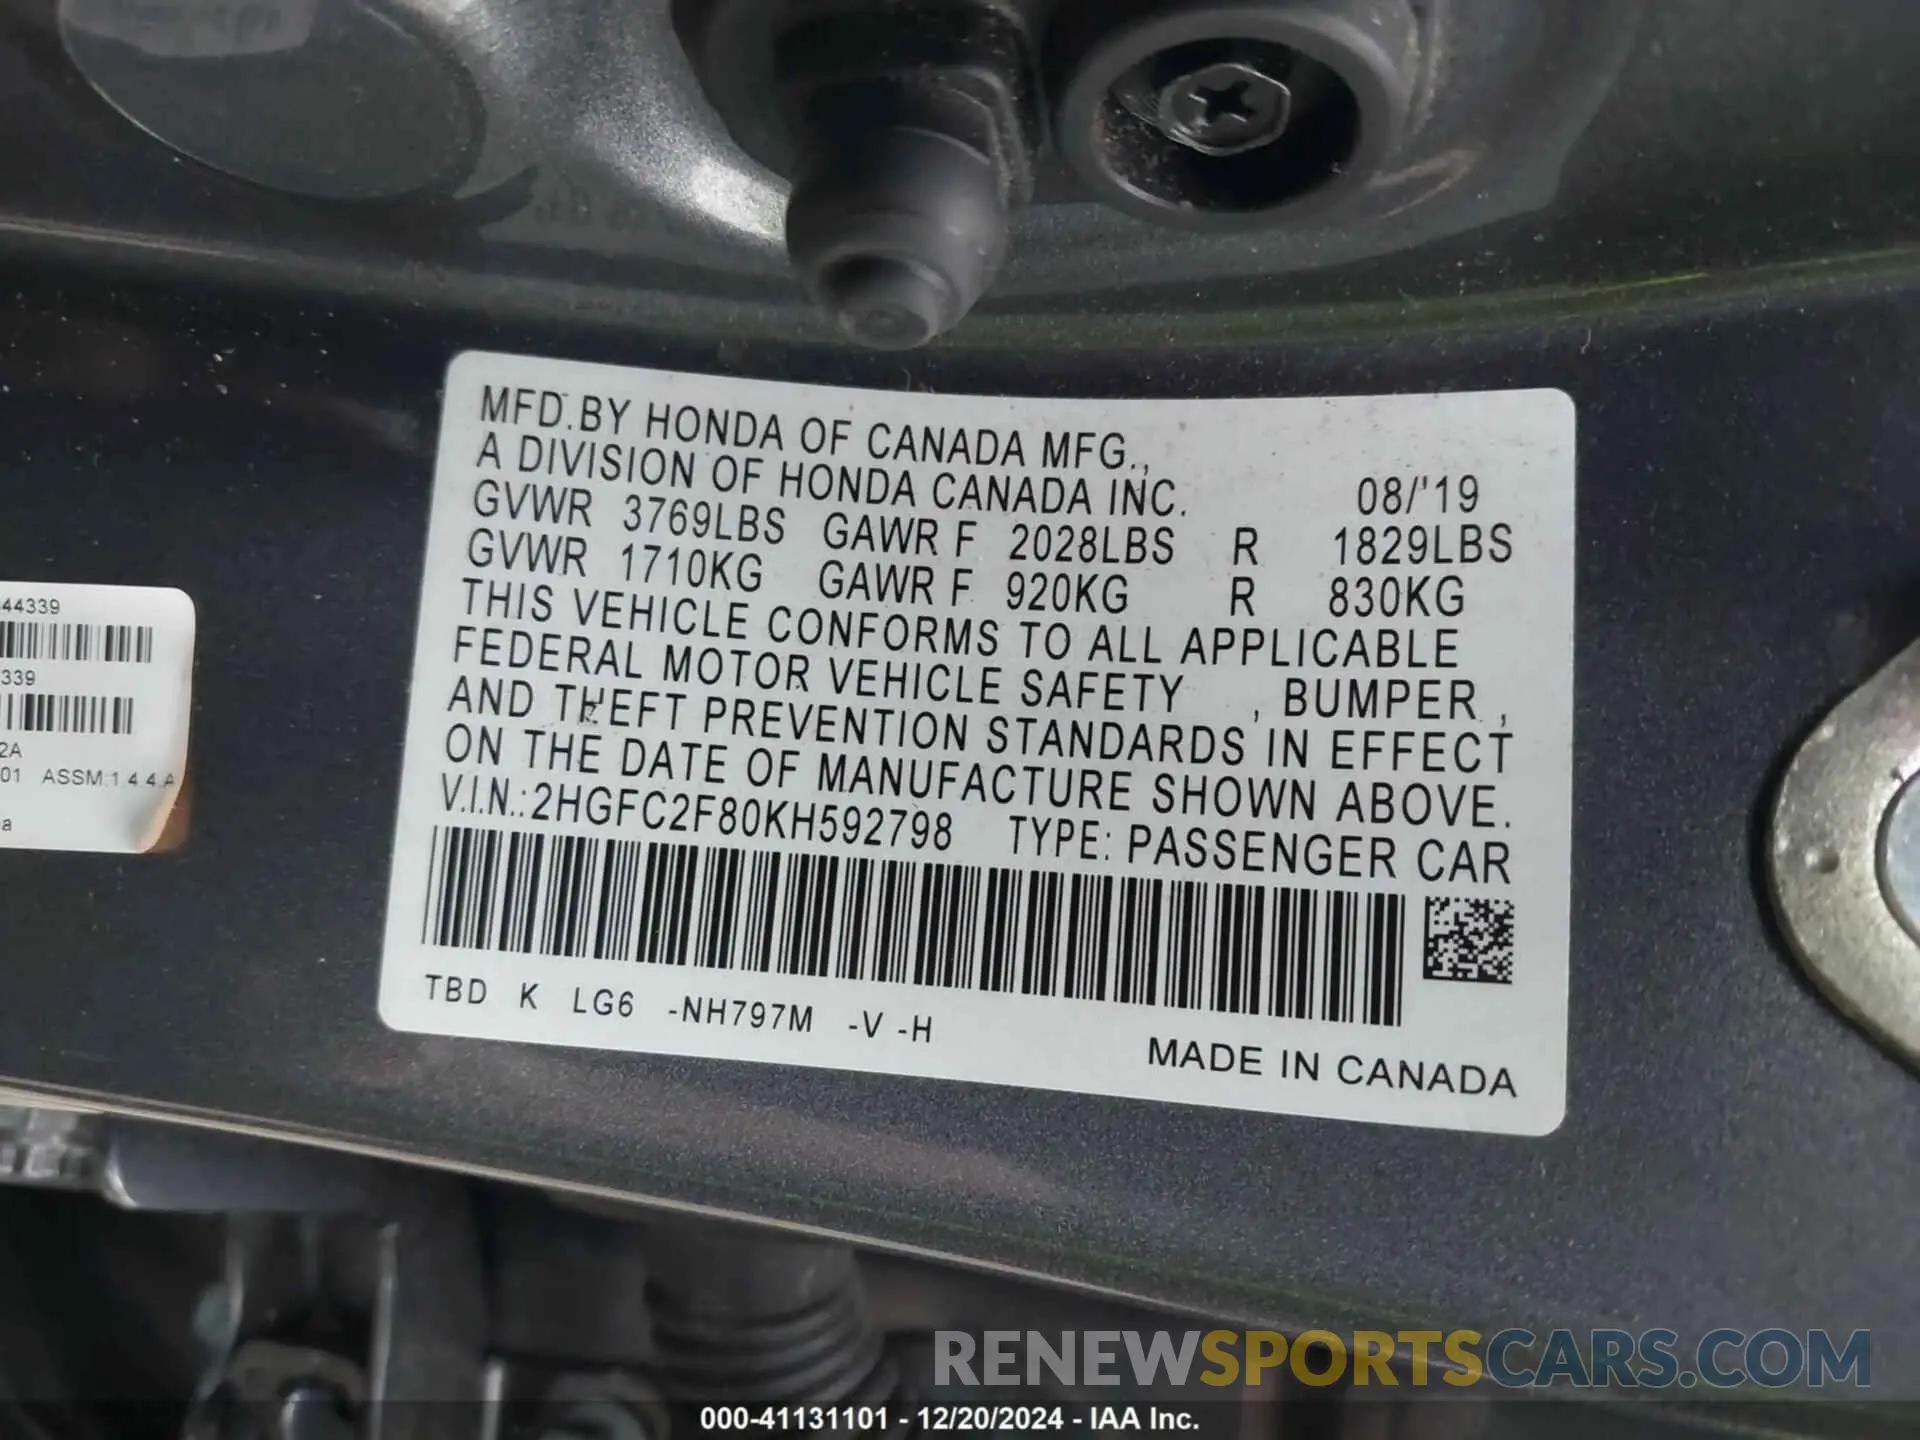 MFD. BY HONDA OF CANADA MFG.,
A DIVISION OF HONDA CANADA INC. 08/'19
GVWR 3769LBS GAWR F 2028LBS R 1829LBS
GVWR 1710KG GAWR F 920KG R 830KG
THIS VEHICLE CONFORMS TO ALL APPLICABLE
FEDERAL MOTOR VEHICLE SAFETY , BUMPER ,
AND THEFT PREVENTION STANDARDS IN EFFECT
ON THE DATE OF MANUFACTURE SHOWN ABOVE.
V.I.N.: 2HGFC2F80KH592798 TYPE: PASSENGER CAR
TBD K LG6 -NH797M -V -H
MADE IN CANADA
44339
339
2A
01 ASSM:144A
a
RENEWSPORTSCARS.COM
000-41131101 - 12/20/2024 - IAA Inc.